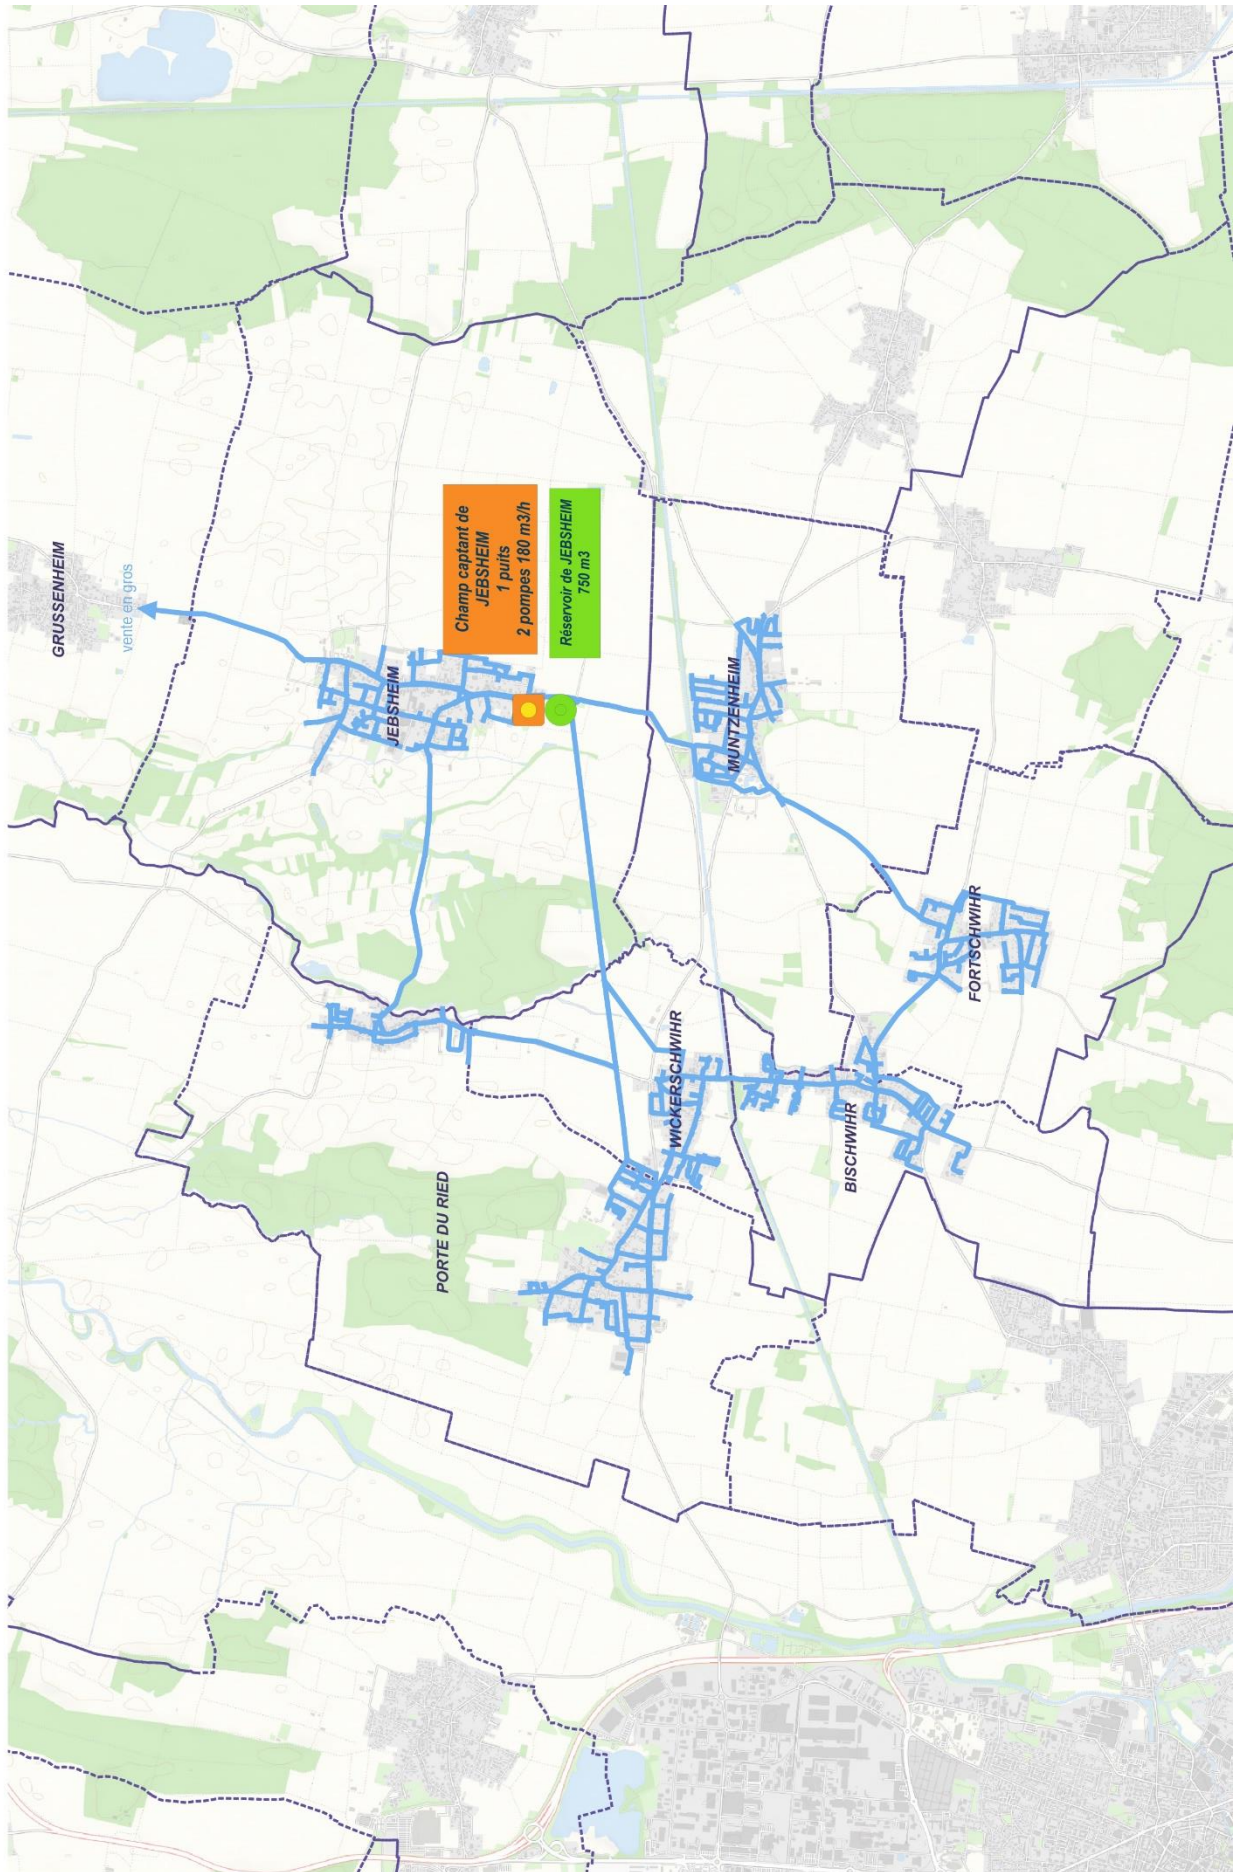 GRUSSENHEIM
vente en gros
JEBSHEIM
Champ captant de
JEBSHEIM
1 puits
2 pompes 180 m3/h
Réservoir de JEBSHEIM
750 m3
MUNTZENHEIM
FORTSCHWIHR
WICKERSCHWIHR
BISCHWIHR
PORTE DU RIED